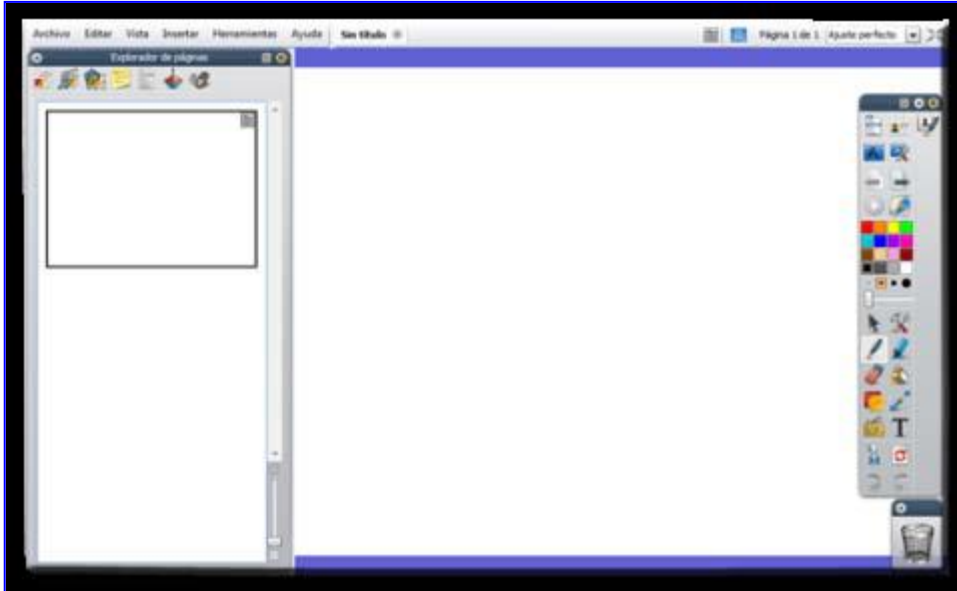 Archivo Editar Vista Insertar Herramientas Ayuda Sin título Página 1 de 1 Ajuste perfecto
Explorador de páginas
T